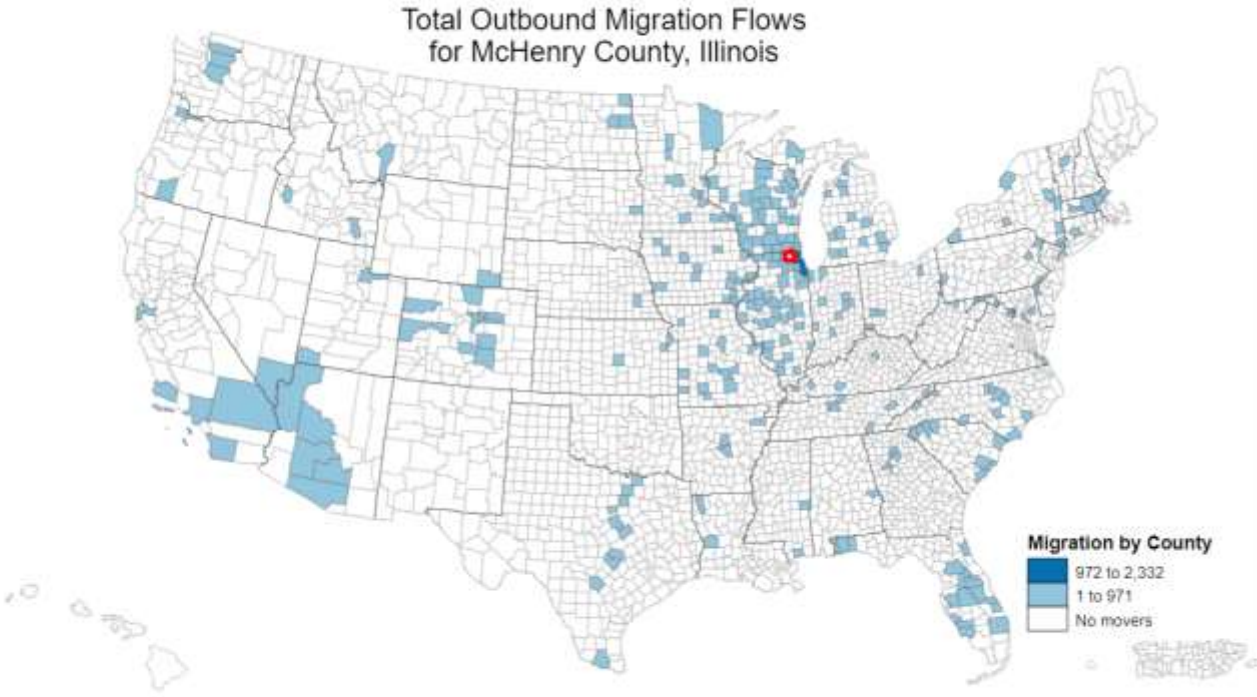 Total Outbound Migration Flows
for McHenry County, Illinois
Migration by County
972 to 2,332
1 to 971
No movers